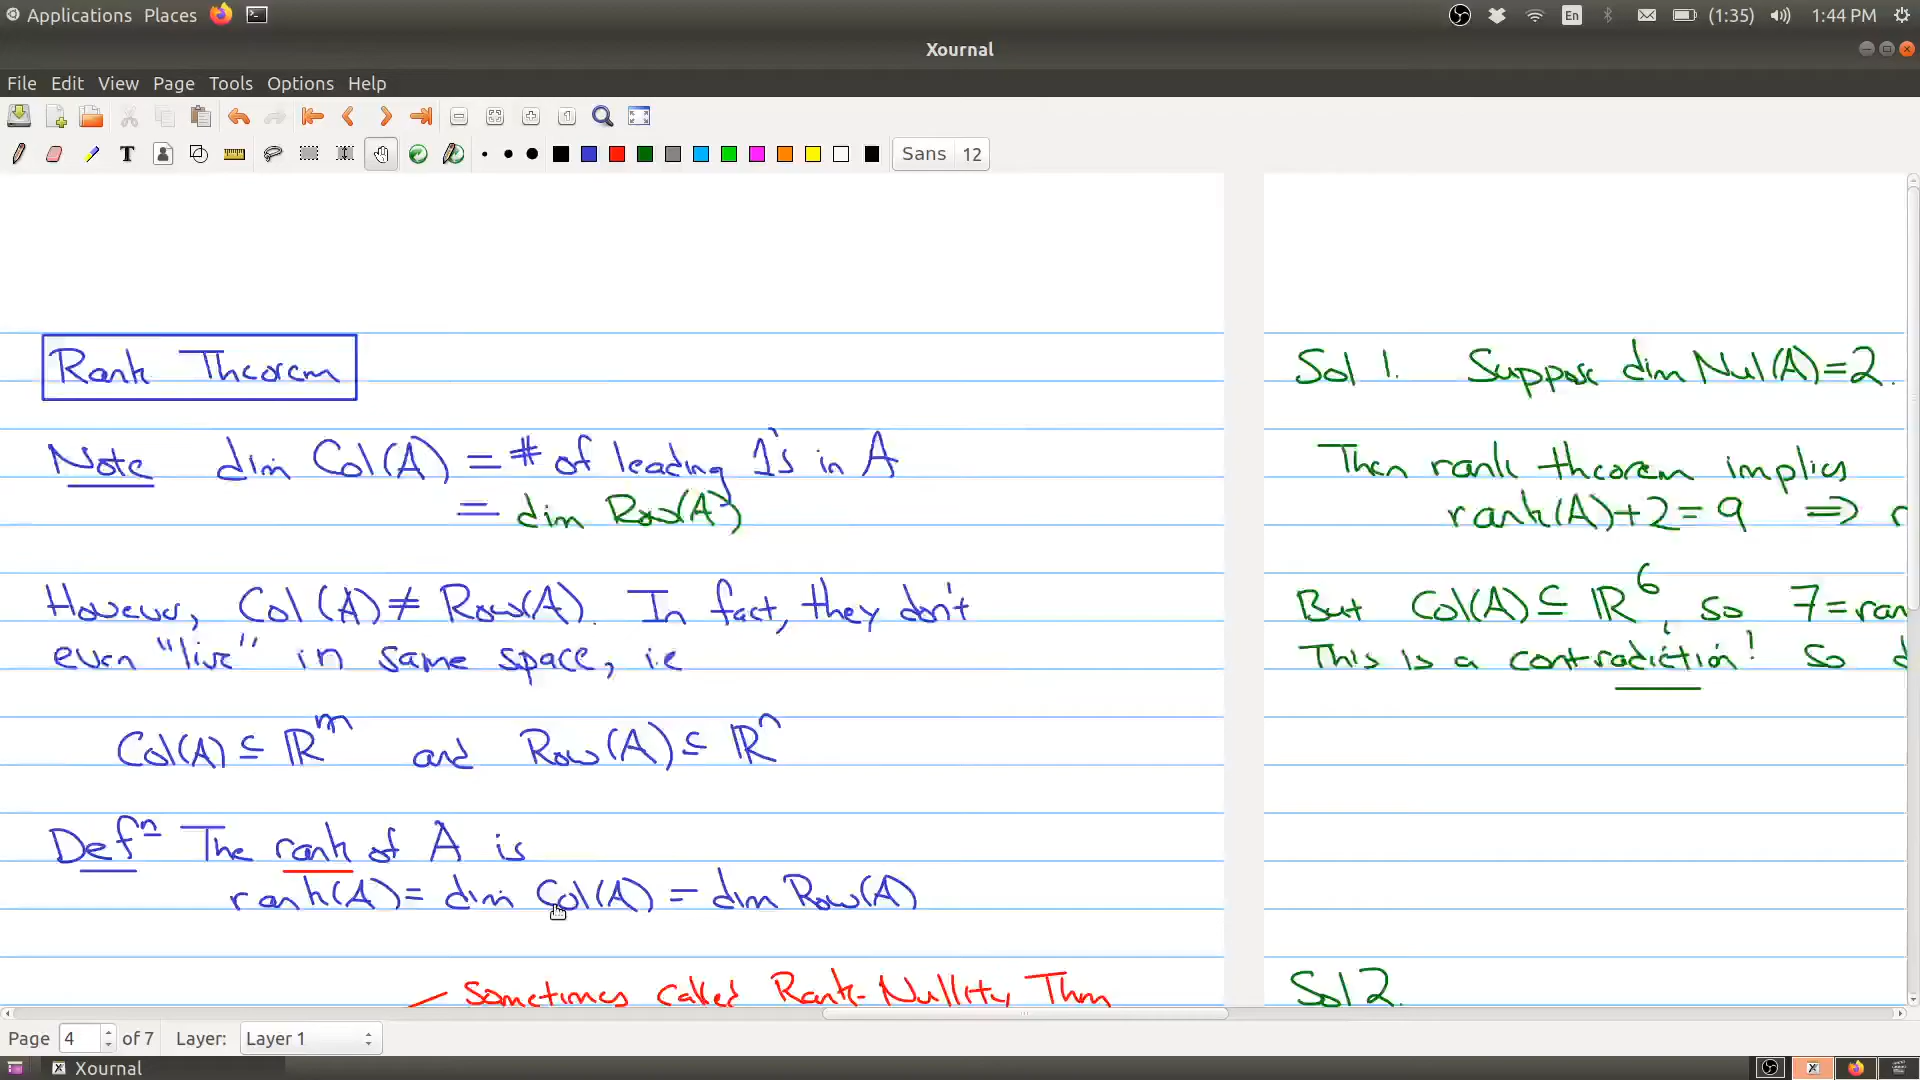 Applications Places En (1:35) 1:44 PM
Xournal
File Edit View Page Tools Options Help
Sans 12
Rank Theorem
Note dim Col(A) = # of leading 1's in A
= dim Row(A)
However, Col(A) ≠ Row(A). In fact, they don't
even "live" in same space, i.e
Col(A) ⊆ ℝ^m and Row(A) ⊆ ℝ^n
Def^n The rank of A is
rank(A) = dim Col(A) = dim Row(A)
Sometimes called Rank-Nullity Thm
Sol 1. Suppose dim Nul(A)=2.
Then rank theorem implies
rank(A)+2=9 ⇒ r
But Col(A) ⊆ ℝ^6, so 7=ran
This is a contradiction! So d
Sol 2.
Page 4 of 7 Layer: Layer 1
Xournal